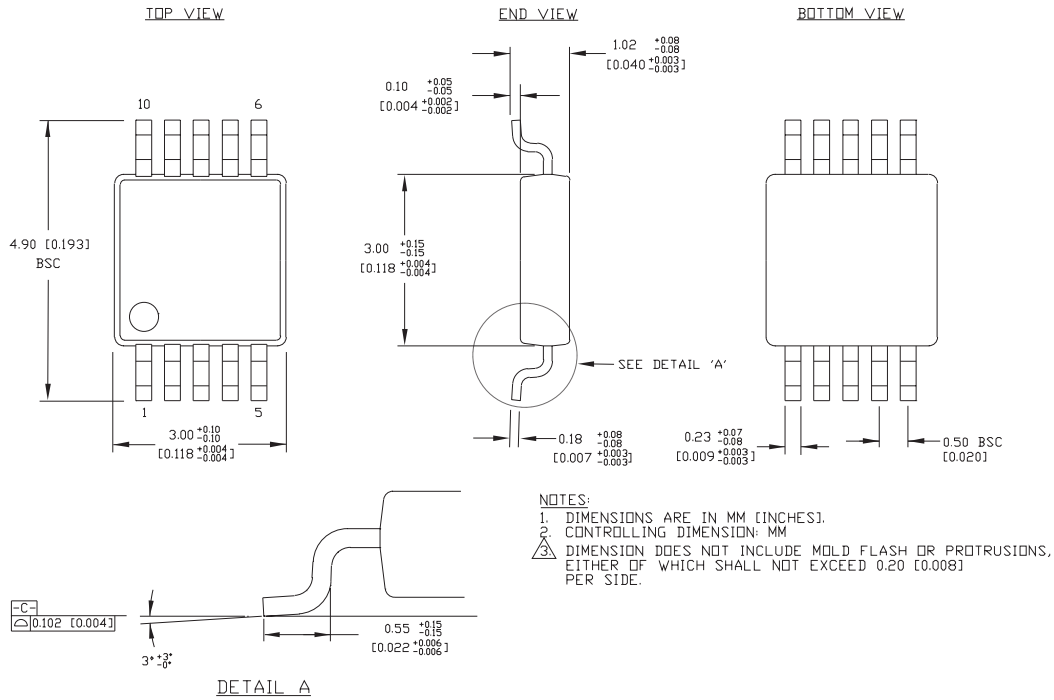 TOP VIEW
END VIEW
BOTTOM VIEW
1.02 +0.08 -0.08
[0.040 +0.003 -0.003]
0.10 +0.05 -0.05
[0.004 +0.002 -0.002]
10 6
4.90 [0.193]
BSC
3.00 +0.15 -0.15
[0.118 +0.004 -0.004]
SEE DETAIL 'A'
1 5
3.00 +0.10 -0.10
[0.118 +0.004 -0.004]
0.18 +0.08 -0.08
[0.007 +0.003 -0.003]
0.23 +0.07 -0.08
[0.009 +0.003 -0.003]
0.50 BSC
[0.020]
NOTES:
1. DIMENSIONS ARE IN MM [INCHES].
2. CONTROLLING DIMENSION: MM
3. DIMENSION DOES NOT INCLUDE MOLD FLASH OR PROTRUSIONS,
EITHER OF WHICH SHALL NOT EXCEED 0.20 [0.008]
PER SIDE.
-C-
0.102 [0.004]
3° +3° -0°
0.55 +0.15 -0.15
[0.022 +0.006 -0.006]
DETAIL A